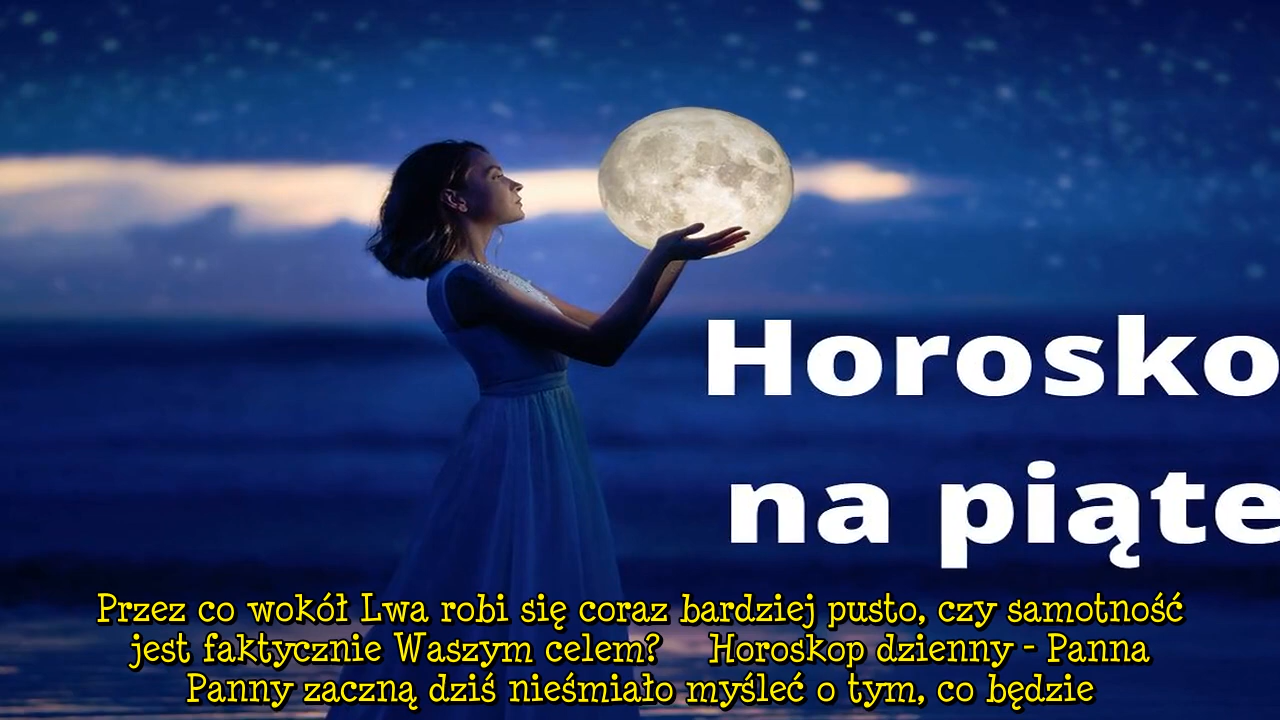 Horosko
na piąte
Przez co wokół Lwa robi się coraz bardziej pusto, czy samotność
jest faktycznie Waszym celem? Horoskop dzienny - Panna
Panny zaczną dziś nieśmiało myśleć o tym, co będzie